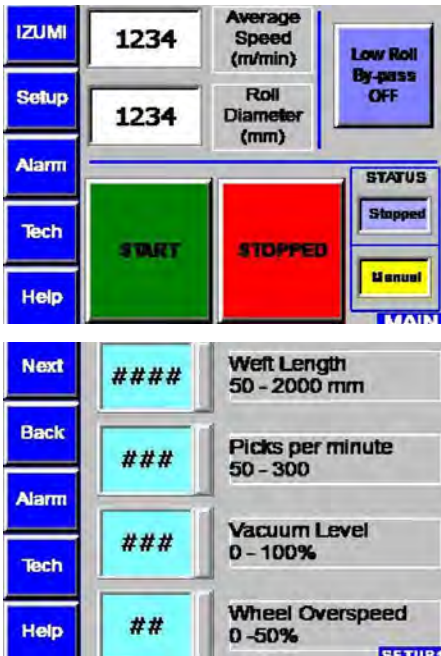 IZUMI
Setup
Alarm
Tech
Help
1234
Average
Speed
(m/min)
1234
Roll
Diameter
(mm)
Low Roll
By-pass
OFF
START
STOPPED
STATUS
Stopped
Manual
MAIN
Next
Back
Alarm
Tech
Help
####
Weft Length
50 - 2000 mm
###
Picks per minute
50 - 300
###
Vacuum Level
0 - 100%
##
Wheel Overspeed
0 -50%